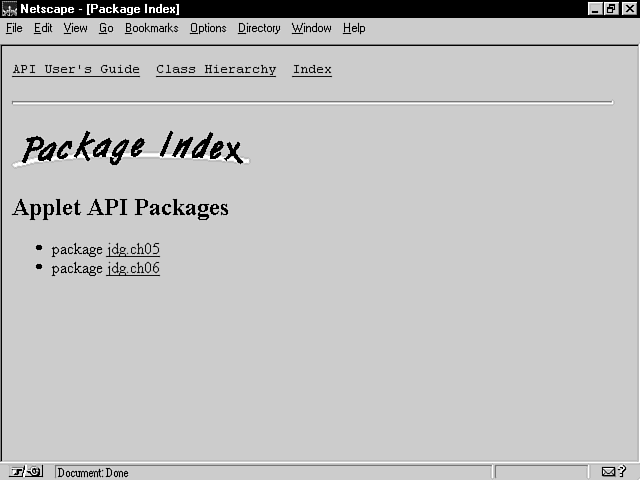 Netscape - [Package Index]
File Edit View Go Bookmarks Options Directory Window Help
API User's Guide Class Hierarchy Index
Package Index
Applet API Packages
package jdg.ch05
package jdg.ch06
Document: Done
?